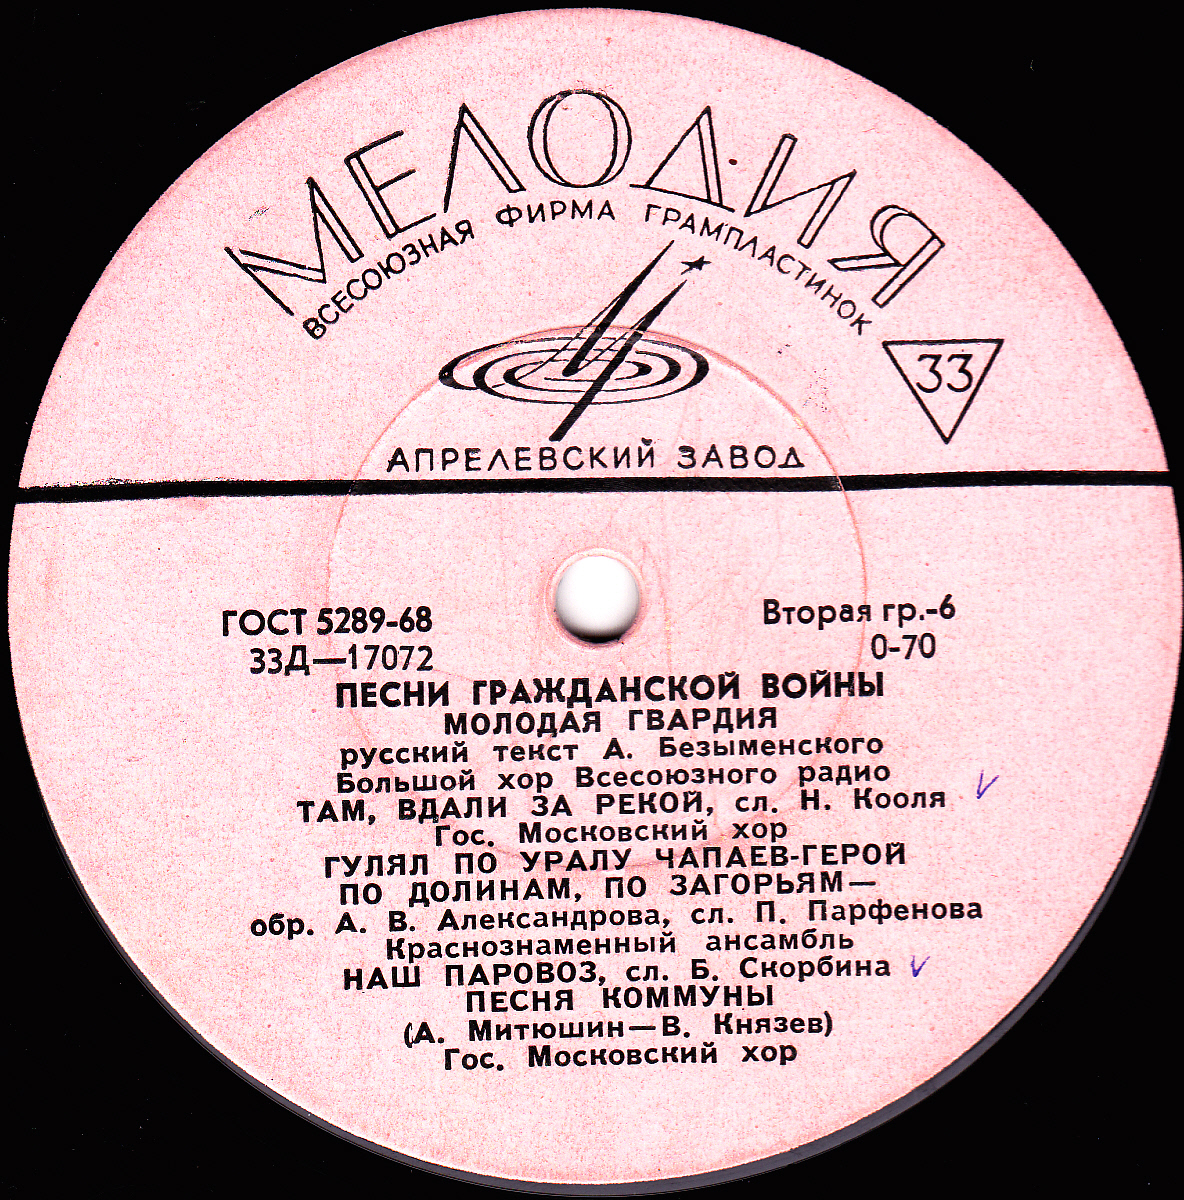 МЕЛОДИЯ
ВСЕСОЮЗНАЯ ФИРМА ГРАМПЛАСТИНОК
33
АПРЕЛЕВСКИЙ ЗАВОД
ГОСТ 5289-68
Вторая гр.-6
33Д—17072
0-70
ПЕСНИ ГРАЖДАНСКОЙ ВОЙНЫ
МОЛОДАЯ ГВАРДИЯ
русский текст А. Безыменского
Большой хор Всесоюзного радио
ТАМ, ВДАЛИ ЗА РЕКОЙ, сл. Н. Кооля
Гос. Московский хор
ГУЛЯЛ ПО УРАЛУ ЧАПАЕВ-ГЕРОЙ
ПО ДОЛИНАМ, ПО ЗАГОРЬЯМ—
обр. А. В. Александрова, сл. П. Парфенова
Краснознаменный ансамбль
НАШ ПАРОВОЗ, сл. Б. Скорбина
ПЕСНЯ КОММУНЫ
(А. Митюшин—В. Князев)
Гос. Московский хор